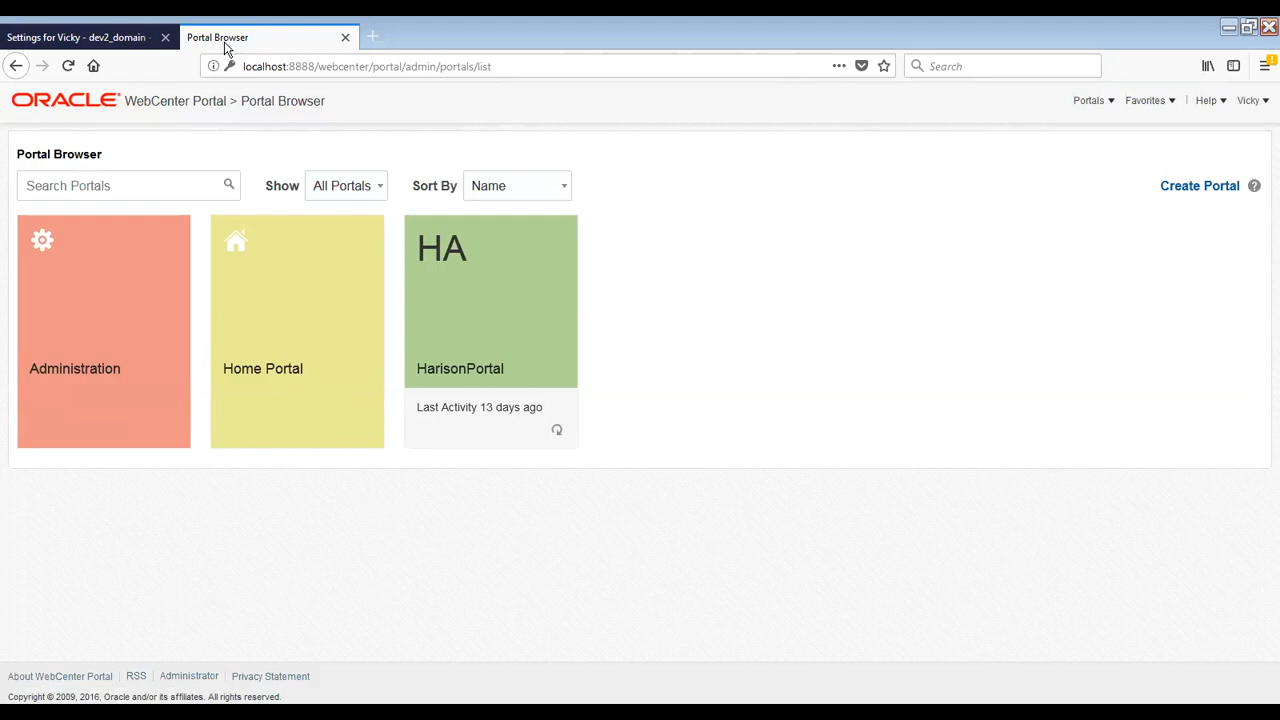 Settings for Vicky - dev2_domain -
Portal Browser
localhost:8888/webcenter/portal/admin/portals/list
Search
ORACLE WebCenter Portal > Portal Browser
Portals Favorites Help Vicky
Portal Browser
Search Portals Show All Portals Sort By Name Create Portal ?
HA
Administration Home Portal HarisonPortal
Last Activity 13 days ago
About WebCenter Portal RSS Administrator Privacy Statement
Copyright © 2009, 2016, Oracle and/or its affiliates. All rights reserved.